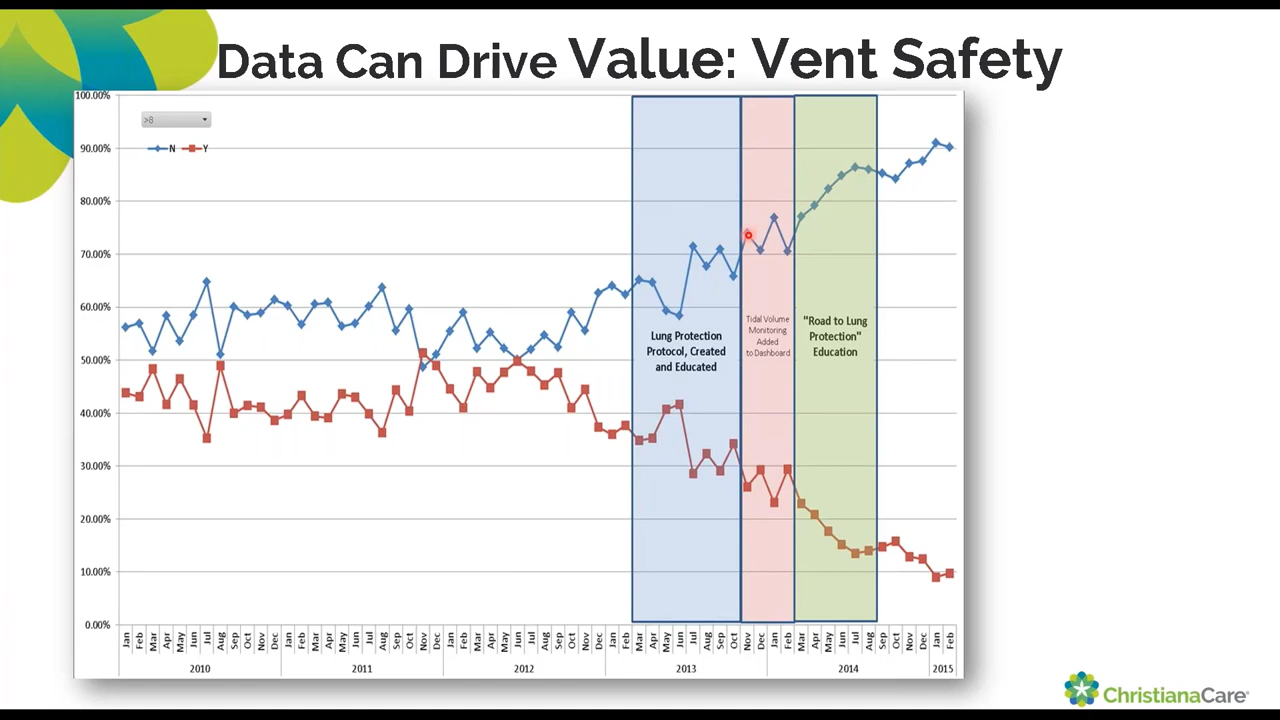 Data Can Drive Value: Vent Safety
100.00%
>8
N Y
90.00%
80.00%
70.00%
60.00%
50.00%
40.00%
30.00%
20.00%
10.00%
0.00%
Lung Protection
Protocol, Created
and Educated
Tidal Volume
Monitoring
Added
to Dashboard
"Road to Lung
Protection"
Education
Jan Feb Mar Apr May Jun Jul Aug Sep Oct Nov Dec Jan Feb Mar Apr May Jun Jul Aug Sep Oct Nov Dec Jan Feb Mar Apr May Jun Jul Aug Sep Oct Nov Dec Jan Feb Mar Apr May Jun Jul Aug Sep Oct Nov Dec Jan Feb Mar Apr May Jun Jul Aug Sep Oct Nov Dec Jan Feb
2010 2011 2012 2013 2014 2015
ChristianaCare®